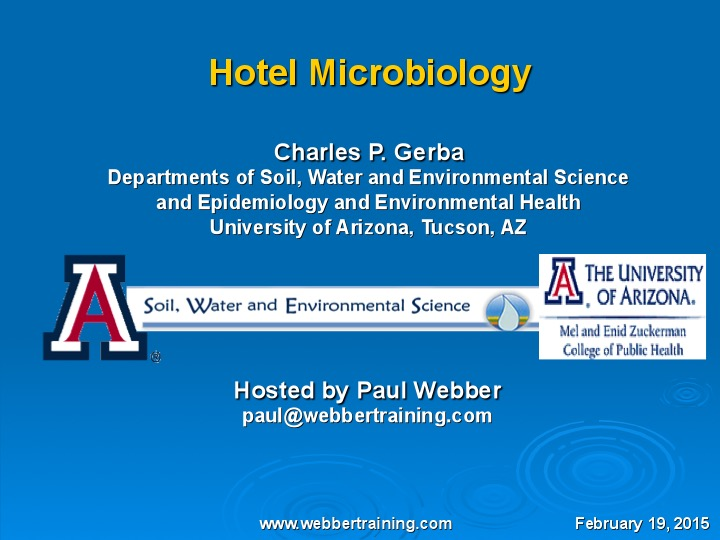 Hotel Microbiology
Charles P. Gerba
Departments of Soil, Water and Environmental Science
and Epidemiology and Environmental Health
University of Arizona, Tucson, AZ
A
®
Soil, Water and Environmental Science
A THE UNIVERSITY
OF ARIZONA.
Mel and Enid Zuckerman
College of Public Health
Hosted by Paul Webber
paul@webbertraining.com
www.webbertraining.com
February 19, 2015